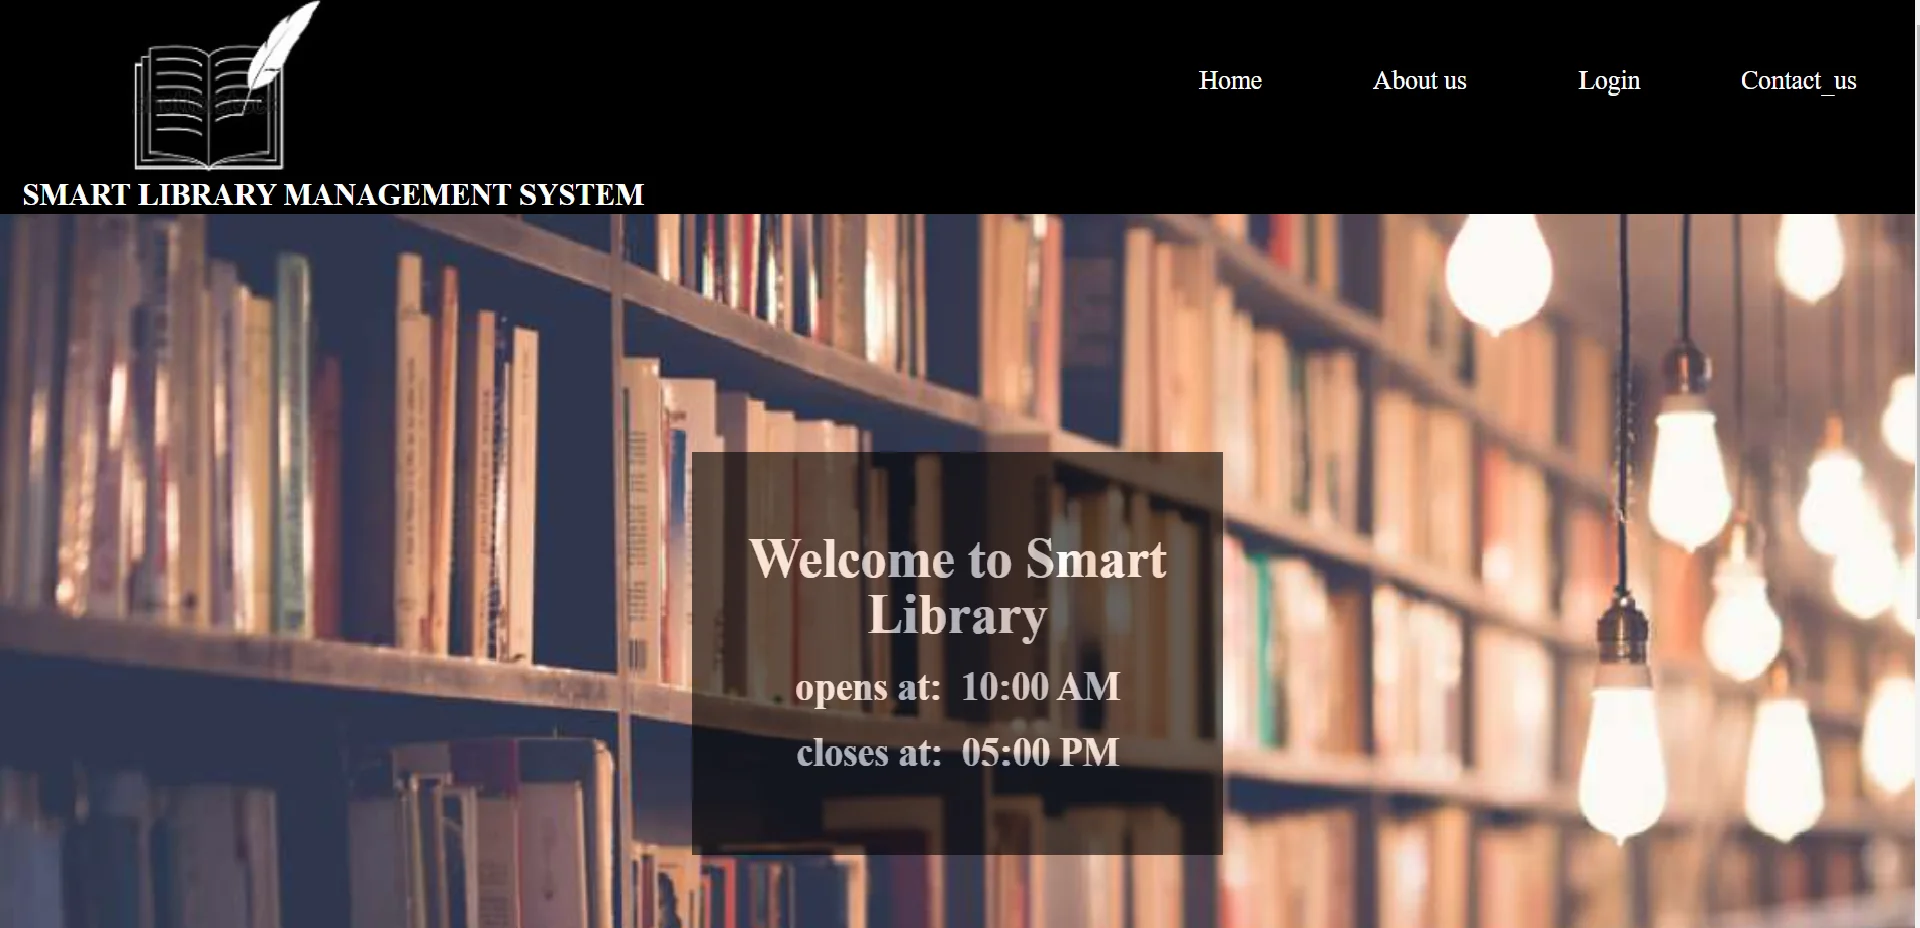 Home
About us
Login
Contact_us
SMART LIBRARY MANAGEMENT SYSTEM
Welcome to Smart
Library
opens at: 10:00 AM
closes at: 05:00 PM